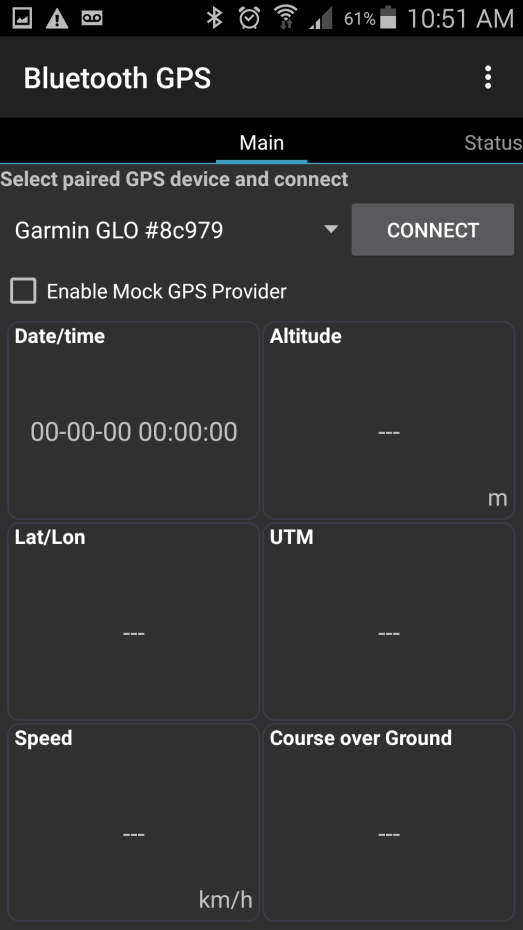 61% 10:51 AM
Bluetooth GPS
Main Status
Select paired GPS device and connect
Garmin GLO #8c979 CONNECT
Enable Mock GPS Provider
Date/time Altitude
00-00-00 00:00:00 ---
m
Lat/Lon UTM
--- ---
Speed Course over Ground
--- ---
km/h